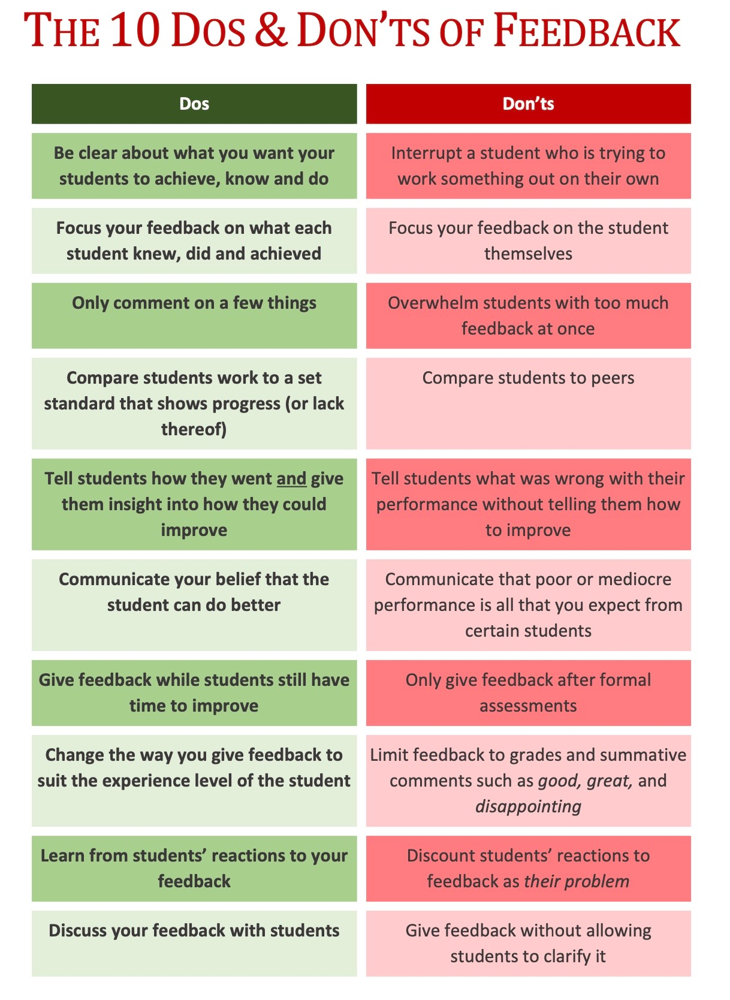 THE 10 DOS & DON'TS OF FEEDBACK
Dos
Don'ts
Be clear about what you want your
students to achieve, know and do
Interrupt a student who is trying to
work something out on their own
Focus your feedback on what each
student knew, did and achieved
Focus your feedback on the student
themselves
Only comment on a few things
Overwhelm students with too much
feedback at once
Compare students work to a set
standard that shows progress (or lack
thereof)
Compare students to peers
Tell students how they went and give
them insight into how they could
improve
Tell students what was wrong with their
performance without telling them how
to improve
Communicate your belief that the
student can do better
Communicate that poor or mediocre
performance is all that you expect from
certain students
Give feedback while students still have
time to improve
Only give feedback after formal
assessments
Change the way you give feedback to
suit the experience level of the student
Limit feedback to grades and summative
comments such as good, great, and
disappointing
Learn from students’ reactions to your
feedback
Discount students’ reactions to
feedback as their problem
Discuss your feedback with students
Give feedback without allowing
students to clarify it